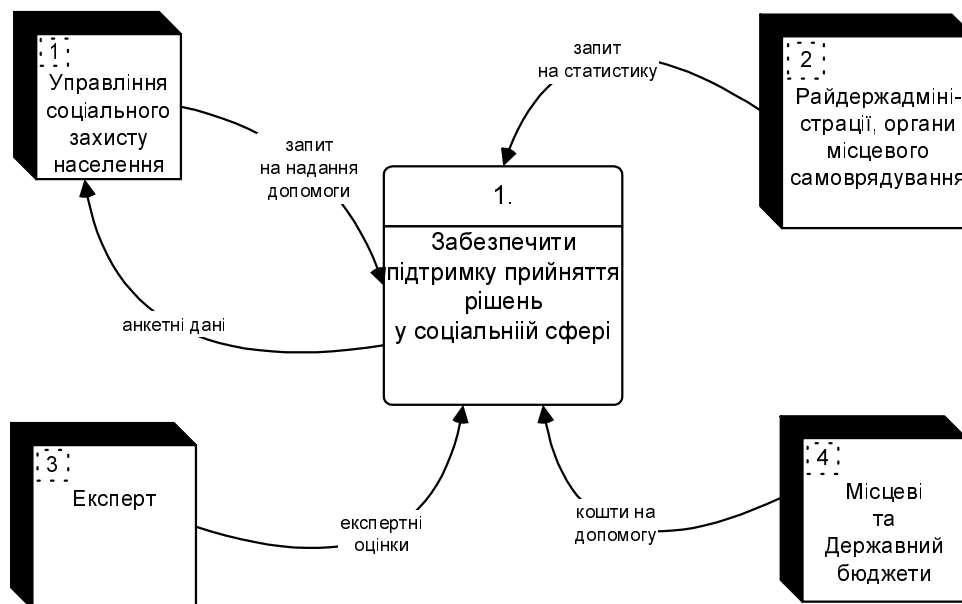 1
Управління
соціального
захисту
населення
запит
на статистику
2
Райдержадміні-
страції, органи
місцевого
самоврядування
запит
на надання
допомоги
1.
Забезпечити
підтримку прийняття
рішень
у соціальніій сфері
анкетні дані
3
Експерт
експертні
оцінки
кошти на
допомогу
4
Місцеві
та
Державний
бюджети